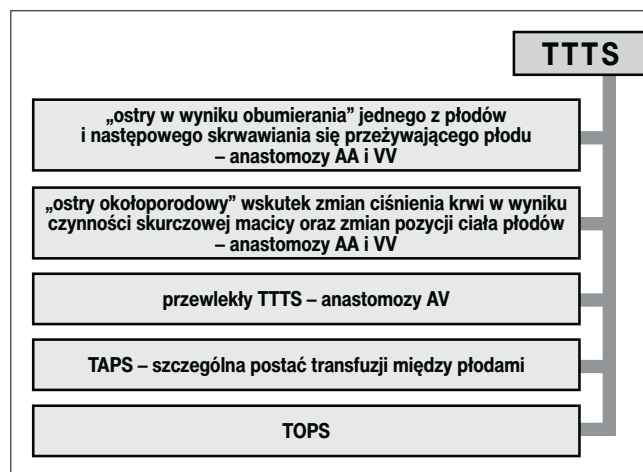 TTTS
„ostry w wyniku obumierania” jednego z płodów
i następowego skrwawiania się przeżywającego płodu
– anastomozy AA i VV
„ostry okołoporodowy” wskutek zmian ciśnienia krwi w wyniku
czynności skurczowej macicy oraz zmian pozycji ciała płodów
– anastomozy AA i VV
przewlekły TTTS – anastomozy AV
TAPS – szczególna postać transfuzji między płodami
TOPS